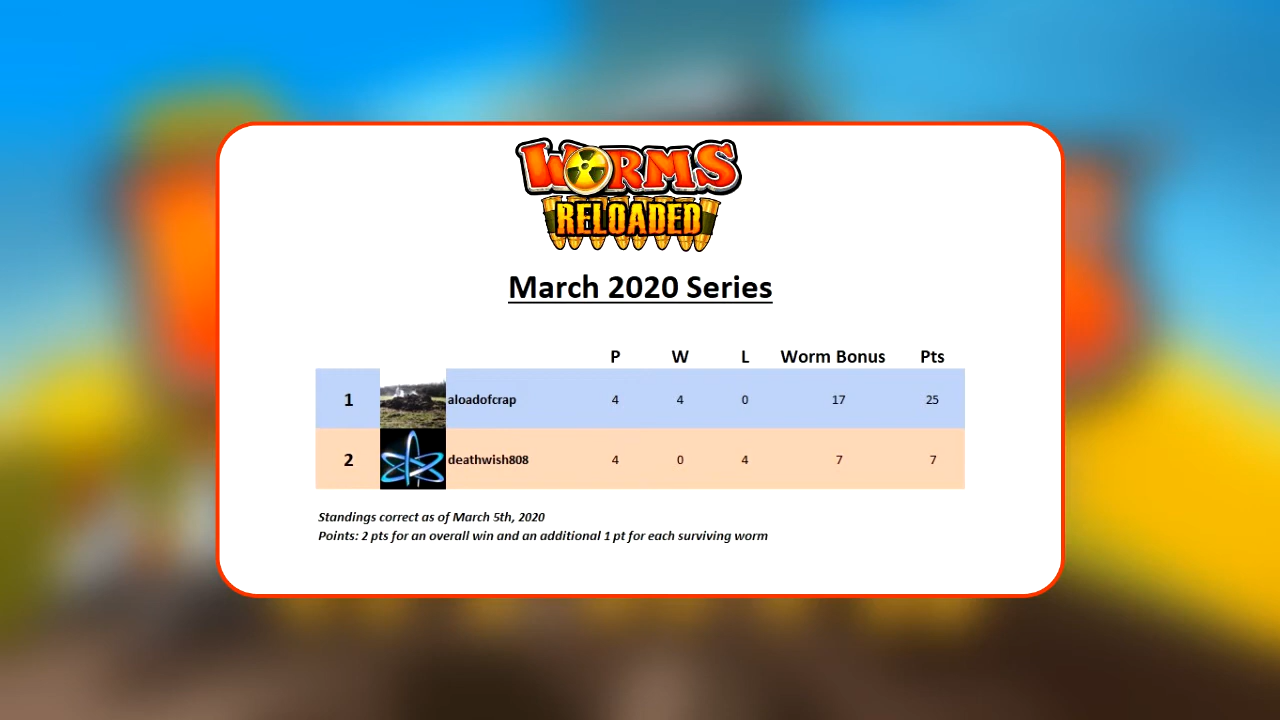 WORMS
RELOADED
March 2020 Series
P W L Worm Bonus Pts
1 aloadofcrap 4 4 0 17 25
2 deathwish808 4 0 4 7 7
Standings correct as of March 5th, 2020
Points: 2 pts for an overall win and an additional 1 pt for each surviving worm